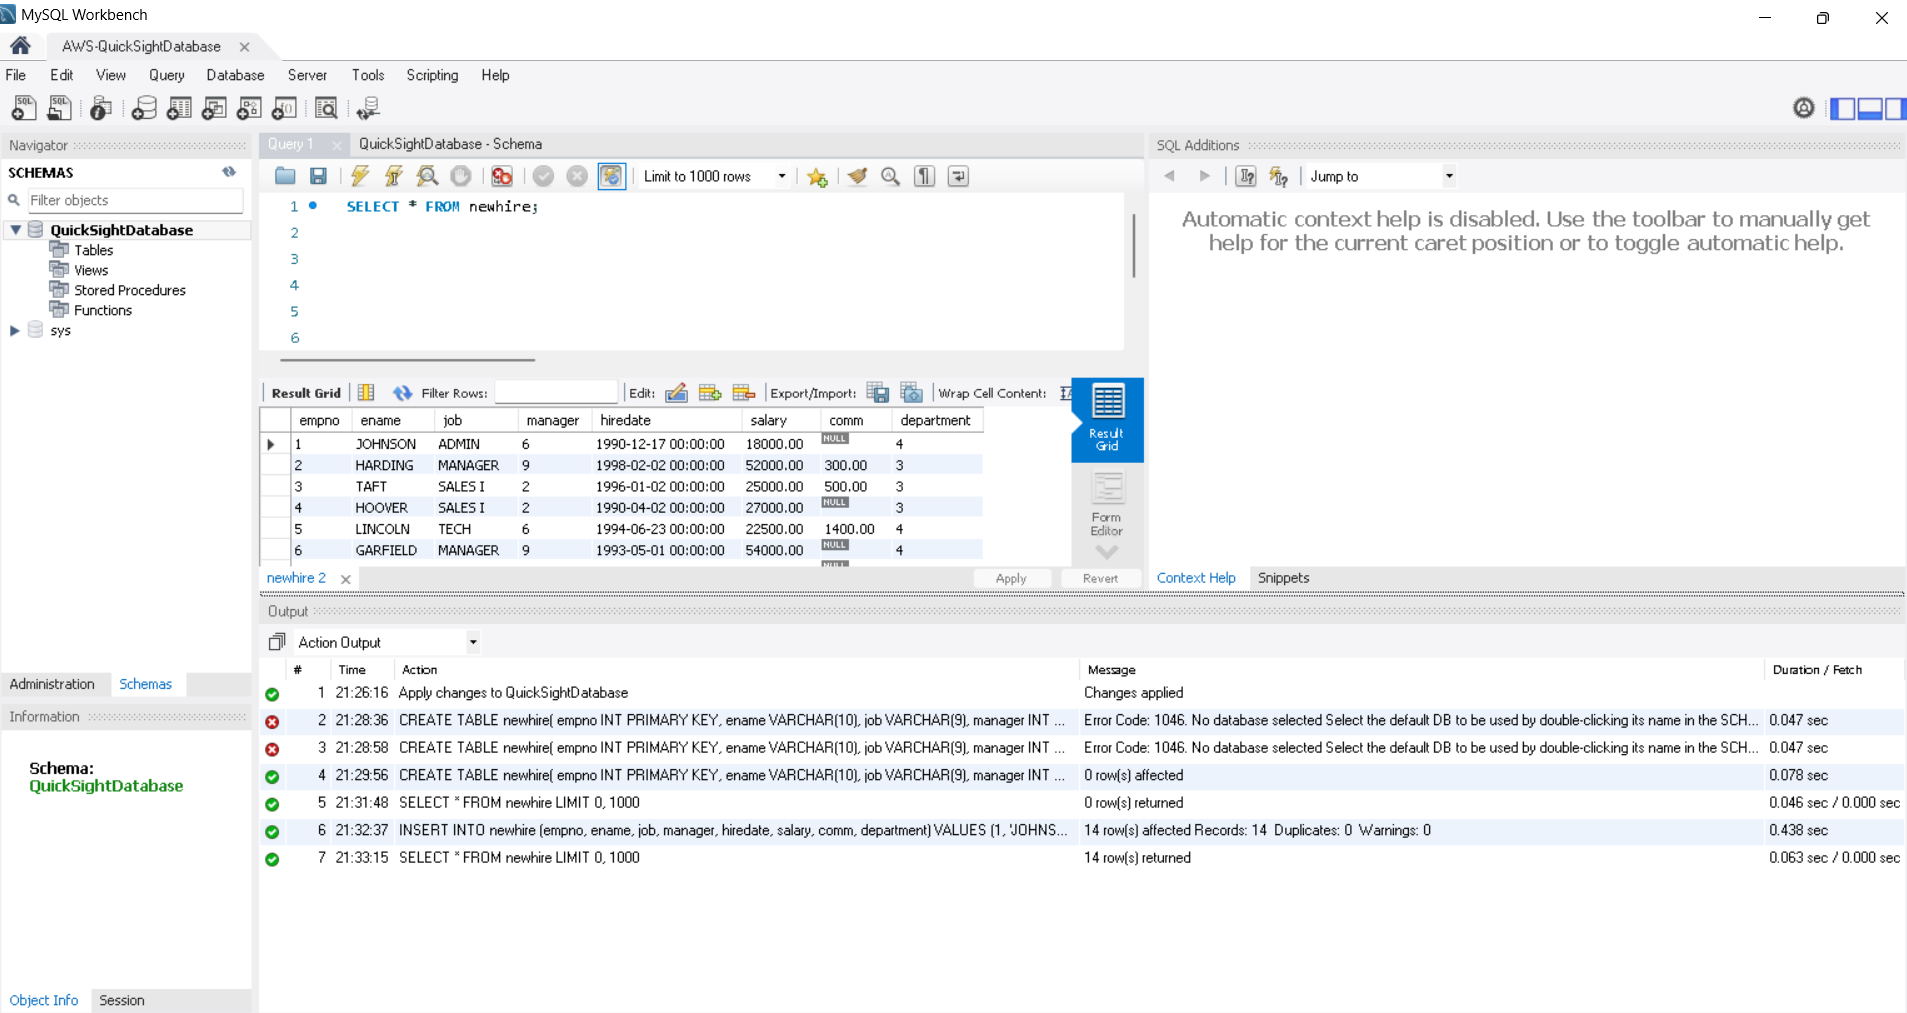 MySQL Workbench
AWS-QuickSightDatabase
File Edit View Query Database Server Tools Scripting Help
Navigator
SCHEMAS
Filter objects
QuickSightDatabase
Tables
Views
Stored Procedures
Functions
sys
Administration Schemas
Information
Schema:
QuickSightDatabase
Object Info Session
Query 1 QuickSightDatabase - Schema
Limit to 1000 rows
1 SELECT * FROM newhire;
2
3
4
5
6
Result Grid Filter Rows: Edit: Export/Import: Wrap Cell Content:
empno ename job manager hiredate salary comm department
1 JOHNSON ADMIN 6 1990-12-17 00:00:00 18000.00 NULL 4
2 HARDING MANAGER 9 1998-02-02 00:00:00 52000.00 300.00 3
3 TAFT SALES I 2 1996-01-02 00:00:00 25000.00 500.00 3
4 HOOVER SALES I 2 1990-04-02 00:00:00 27000.00 NULL 3
5 LINCOLN TECH 6 1994-06-23 00:00:00 22500.00 1400.00 4
6 GARFIELD MANAGER 9 1993-05-01 00:00:00 54000.00 NULL 4
NULL
Result
Grid
Form
Editor
newhire 2 Apply Revert
SQL Additions
Jump to
Automatic context help is disabled. Use the toolbar to manually get
help for the current caret position or to toggle automatic help.
Context Help Snippets
Output
Action Output
# Time Action Message Duration / Fetch
1 21:26:16 Apply changes to QuickSightDatabase Changes applied
2 21:28:36 CREATE TABLE newhire( empno INT PRIMARY KEY, ename VARCHAR(10), job VARCHAR(9), manager INT ... Error Code: 1046. No database selected Select the default DB to be used by double-clicking its name in the SCH... 0.047 sec
3 21:28:58 CREATE TABLE newhire( empno INT PRIMARY KEY, ename VARCHAR(10), job VARCHAR(9), manager INT ... Error Code: 1046. No database selected Select the default DB to be used by double-clicking its name in the SCH... 0.047 sec
4 21:29:56 CREATE TABLE newhire( empno INT PRIMARY KEY, ename VARCHAR(10), job VARCHAR(9), manager INT ... 0 row(s) affected 0.078 sec
5 21:31:48 SELECT * FROM newhire LIMIT 0, 1000 0 row(s) returned 0.046 sec / 0.000 sec
6 21:32:37 INSERT INTO newhire (empno, ename, job, manager, hiredate, salary, comm, department) VALUES (1, 'JOHNS... 14 row(s) affected Records: 14 Duplicates: 0 Warnings: 0 0.438 sec
7 21:33:15 SELECT * FROM newhire LIMIT 0, 1000 14 row(s) returned 0.063 sec / 0.000 sec